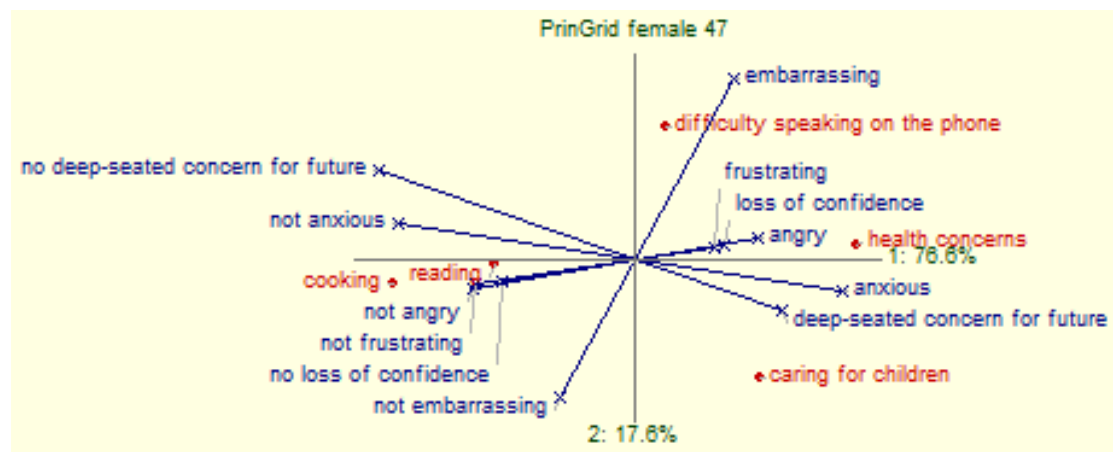 PrinGrid female 47
embarrassing
difficulty speaking on the phone
no deep-seated concern for future
frustrating
loss of confidence
not anxious
angry
health concerns
1: 76.6%
cooking
reading
anxious
not angry
deep-seated concern for future
not frustrating
no loss of confidence
caring for children
not embarrassing
2: 17.6%